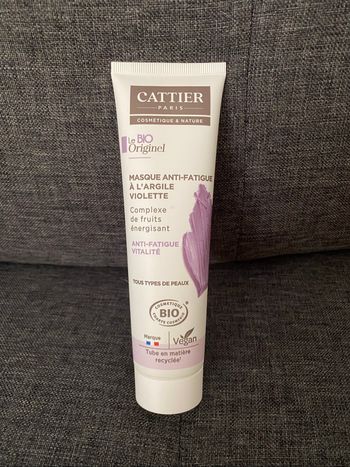 CATTIER
PARIS
COSMÉTIQUE & NATURE
Le BIO
Originel
MASQUE ANTI-FATIGUE
À L'ARGILE
VIOLETTE
Complexe
de fruits
énergisant
ANTI-FATIGUE
VITALITÉ
TOUS TYPES DE PEAUX
COSMÉTIQUE
BIO
Marque
Vegan
Tube en matière
recyclée